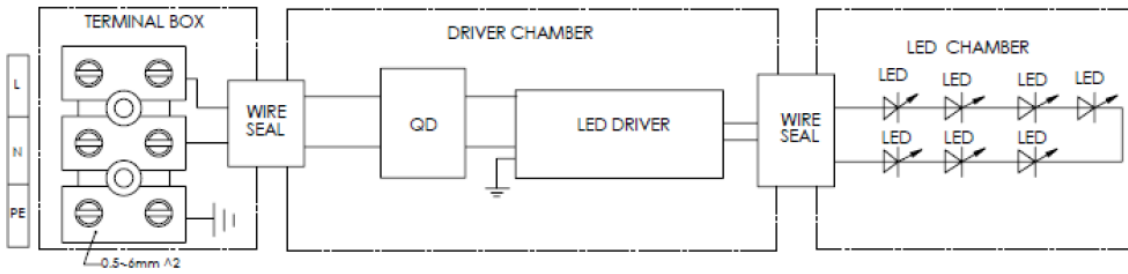 TERMINAL BOX
DRIVER CHAMBER
LED CHAMBER
L
N
PE
WIRE
SEAL
QD
LED DRIVER
WIRE
SEAL
LED
LED
LED
LED
LED
LED
LED
0.5~6mm ^2